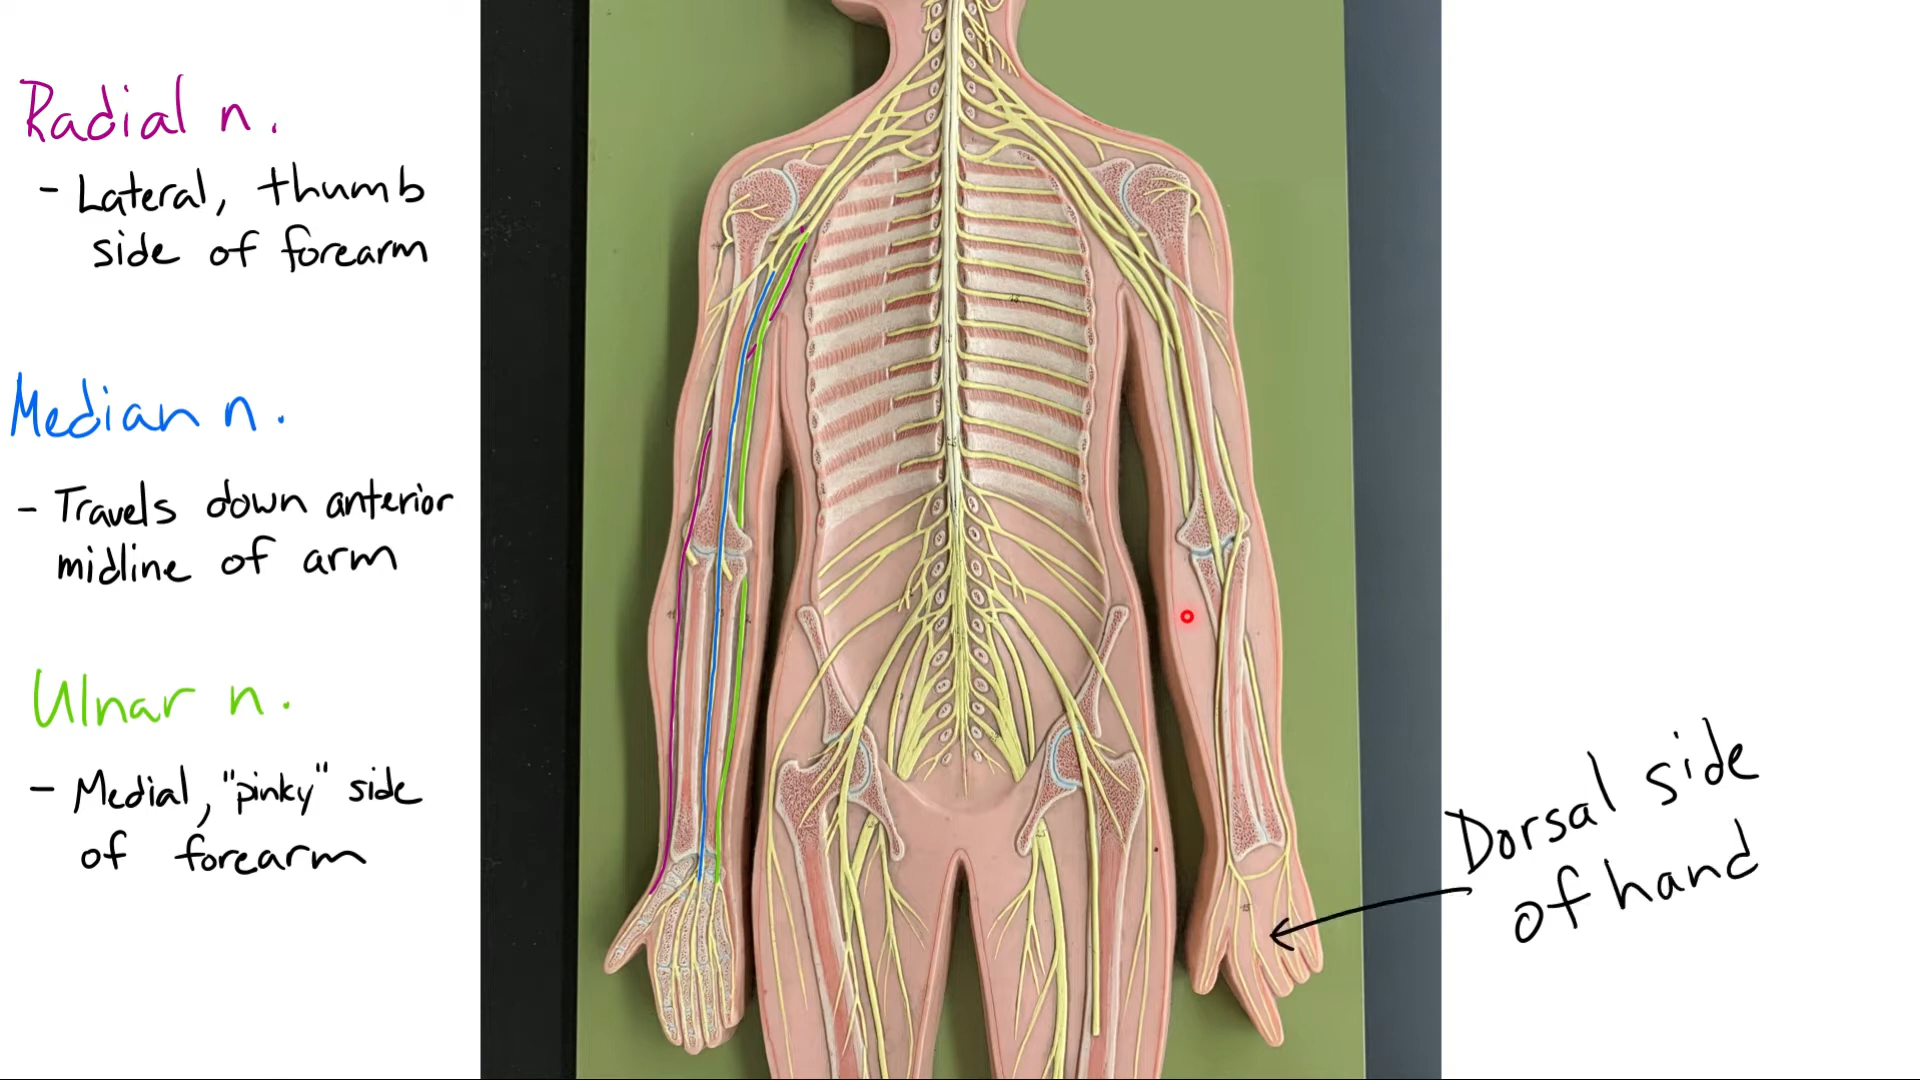 Radial n.
- Lateral, thumb
side of forearm
Median n.
- Travels down anterior
midline of arm
Ulnar n.
- Medial, "pinky" side
of forearm
Dorsal side
of hand